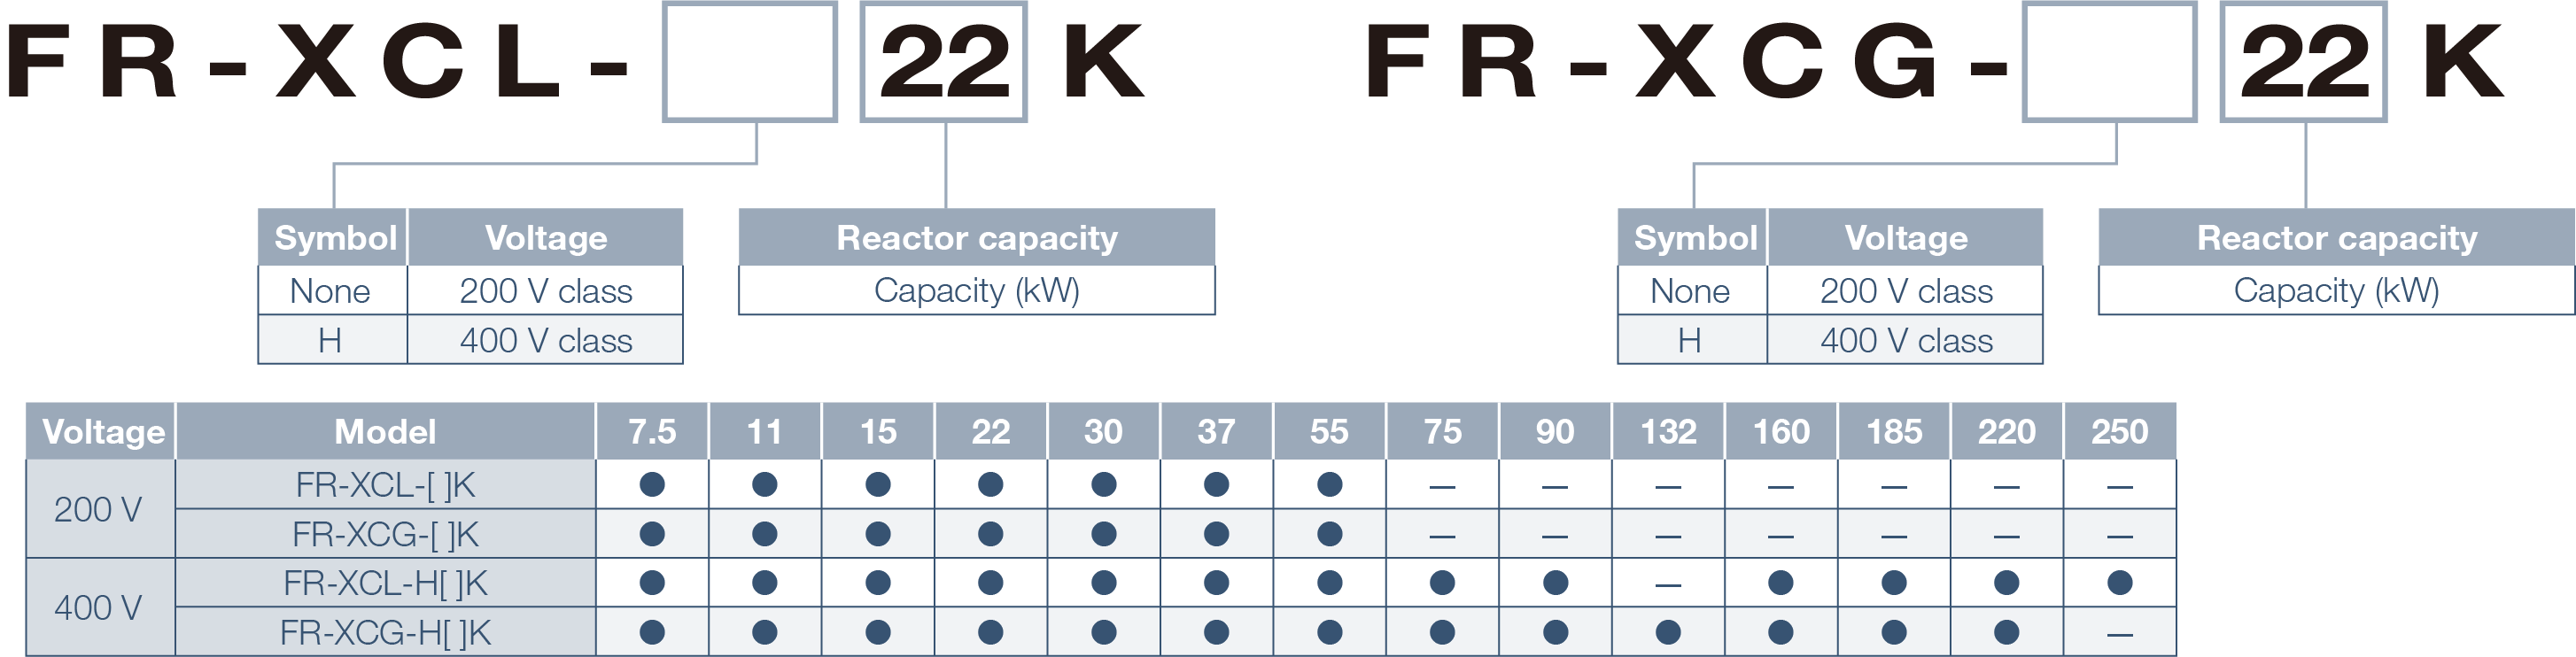 FR-XCL- 22 K FR-XCG- 22 K
Symbol Voltage Reactor capacity Symbol Voltage Reactor capacity
None 200 V class Capacity (kW) None 200 V class Capacity (kW)
H 400 V class H 400 V class
Voltage Model 7.5 11 15 22 30 37 55 75 90 132 160 185 220 250
200 V FR-XCL-[ ]K ● ● ● ● ● ● ● — — — — — — —
FR-XCG-[ ]K ● ● ● ● ● ● ● — — — — — — —
400 V FR-XCL-H[ ]K ● ● ● ● ● ● ● ● ● — ● ● ● ●
FR-XCG-H[ ]K ● ● ● ● ● ● ● ● ● ● ● ● ● —